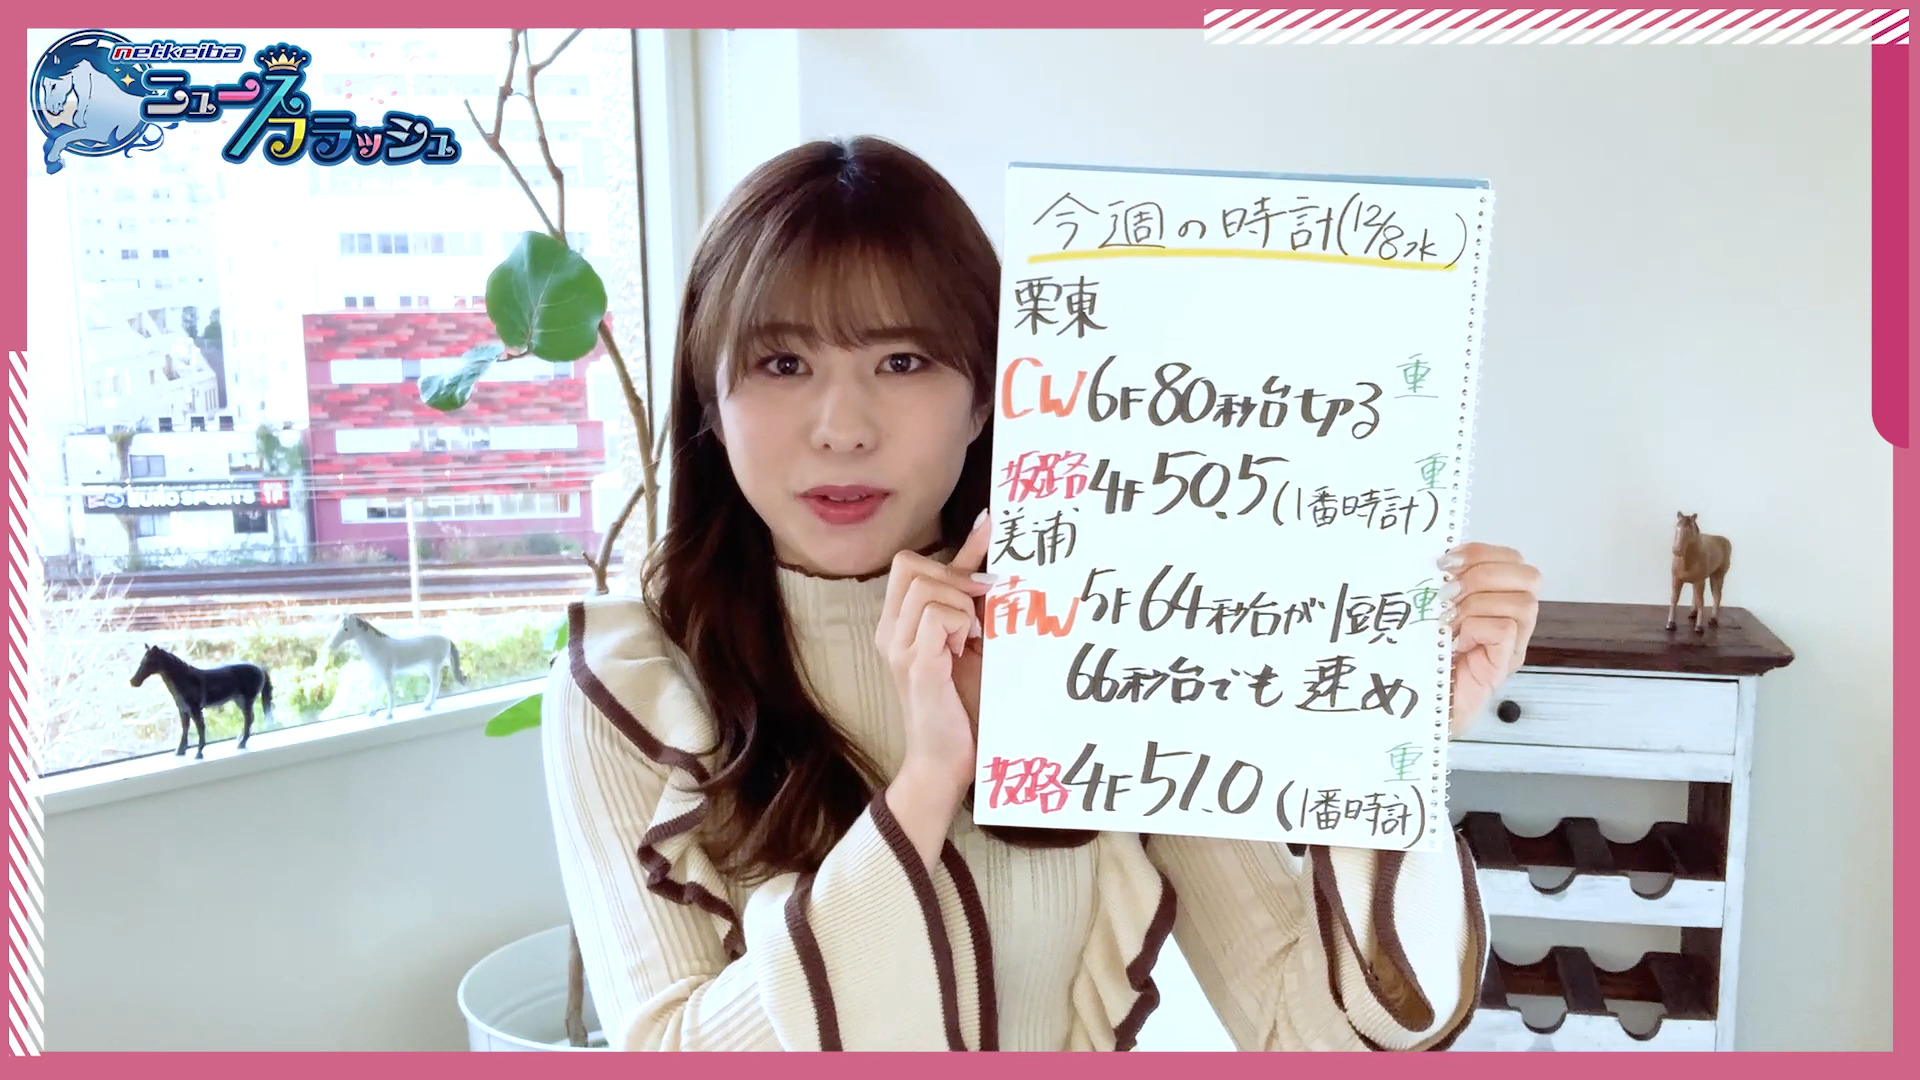 netkeiba
ニュースフラッシュ
今週の時計(12/8水)
栗東
CW 6F80秒台切る 重
坂路 4F 50.5(1番時計) 重
美浦
南W 5F 64秒台が1頭 重
66秒台でも速め
坂路 4F 51.0(1番時計) 重
SPORTS